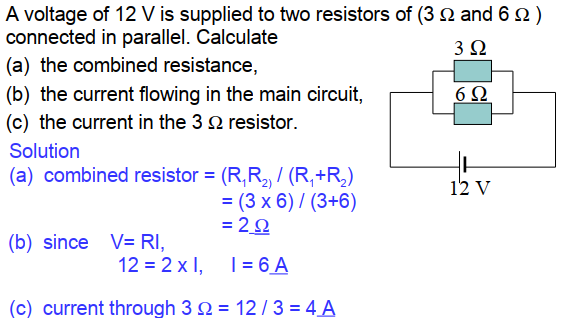 A voltage of 12 V is supplied to two resistors of (3 Ω and 6 Ω )
connected in parallel. Calculate
(a) the combined resistance,
(b) the current flowing in the main circuit,
(c) the current in the 3 Ω resistor.
3 Ω
6 Ω
12 V
Solution
(a) combined resistor = (R₁R₂) / (R₁+R₂)
= (3 x 6) / (3+6)
= 2 Ω
(b) since V= RI,
12 = 2 x I, I = 6 A
(c) current through 3 Ω = 12 / 3 = 4 A